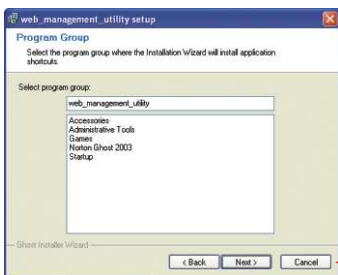 web_management_utility setup
Program Group
Select the program group where the Installation Wizard will install application
shortcuts.
Select program group:
web_management_utility
Accessories
Administrative Tools
Games
Norton Ghost 2003
Startup
Ghost Installer Wizard
< Back
Next >
Cancel